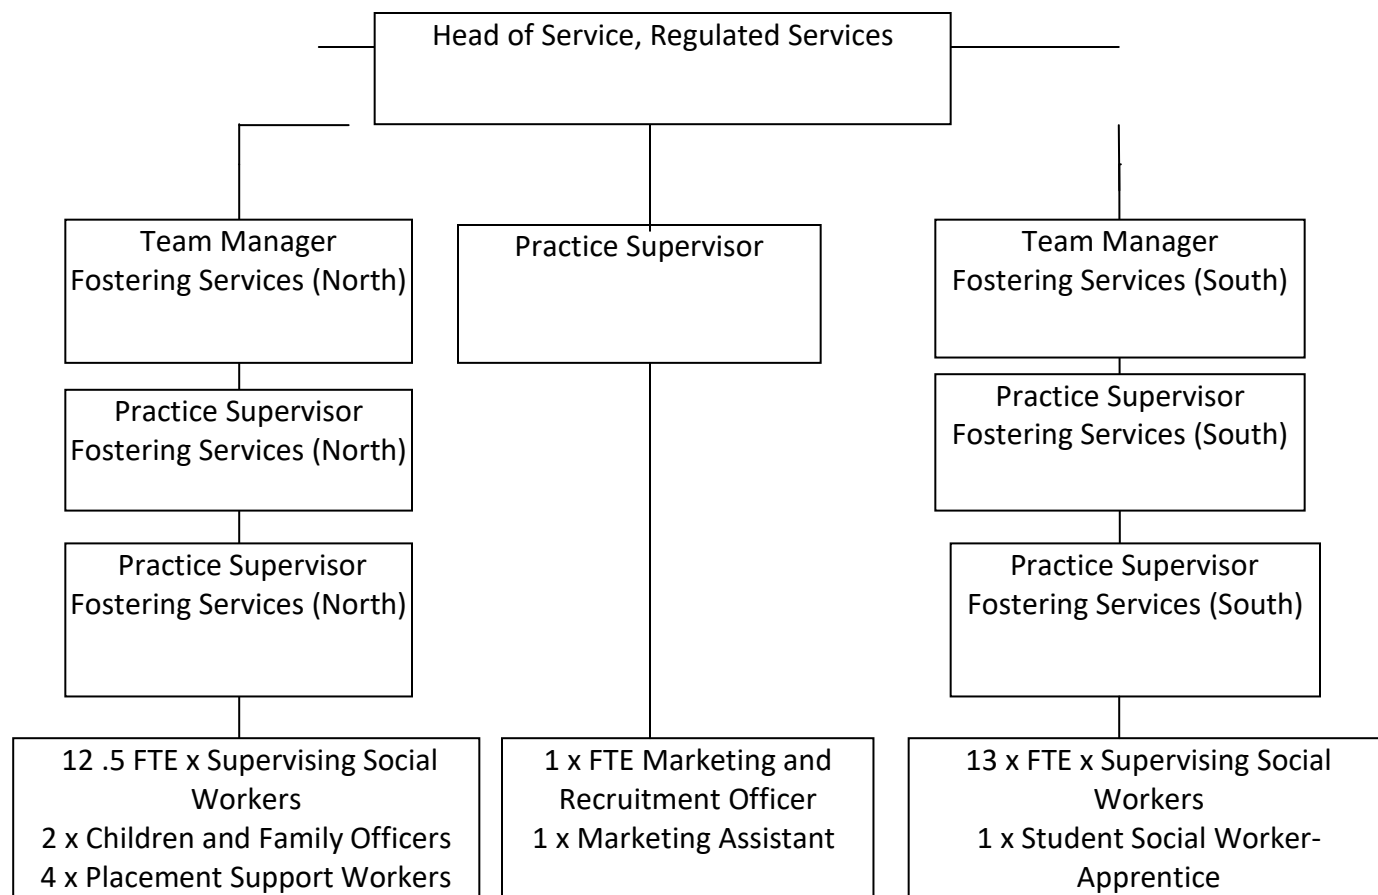 Head of Service, Regulated Services
Team Manager
Fostering Services (North)
Practice Supervisor
Team Manager
Fostering Services (South)
Practice Supervisor
Fostering Services (North)
Practice Supervisor
Fostering Services (South)
Practice Supervisor
Fostering Services (North)
Practice Supervisor
Fostering Services (South)
12 .5 FTE x Supervising Social
Workers
2 x Children and Family Officers
4 x Placement Support Workers
1 x FTE Marketing and
Recruitment Officer
1 x Marketing Assistant
13 x FTE x Supervising Social
Workers
1 x Student Social Worker-
Apprentice